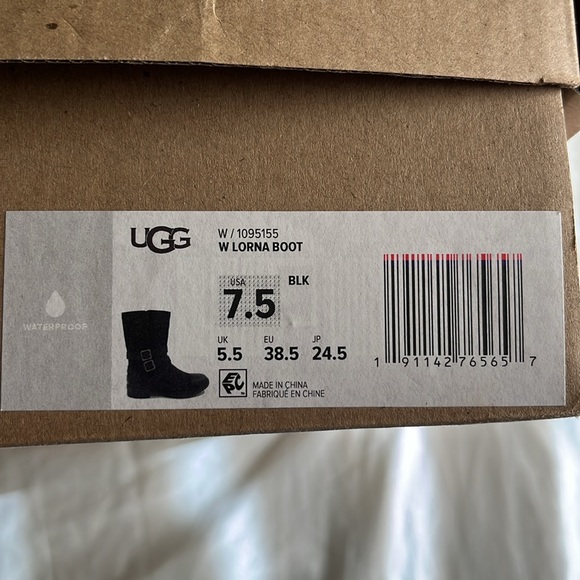 WATERPROOF
UGG
W / 1095155
W LORNA BOOT
USA
7.5
BLK
UK EU JP
5.5 38.5 24.5
EPC
MADE IN CHINA
FABRIQUÉ EN CHINE
1 91142 76565 7